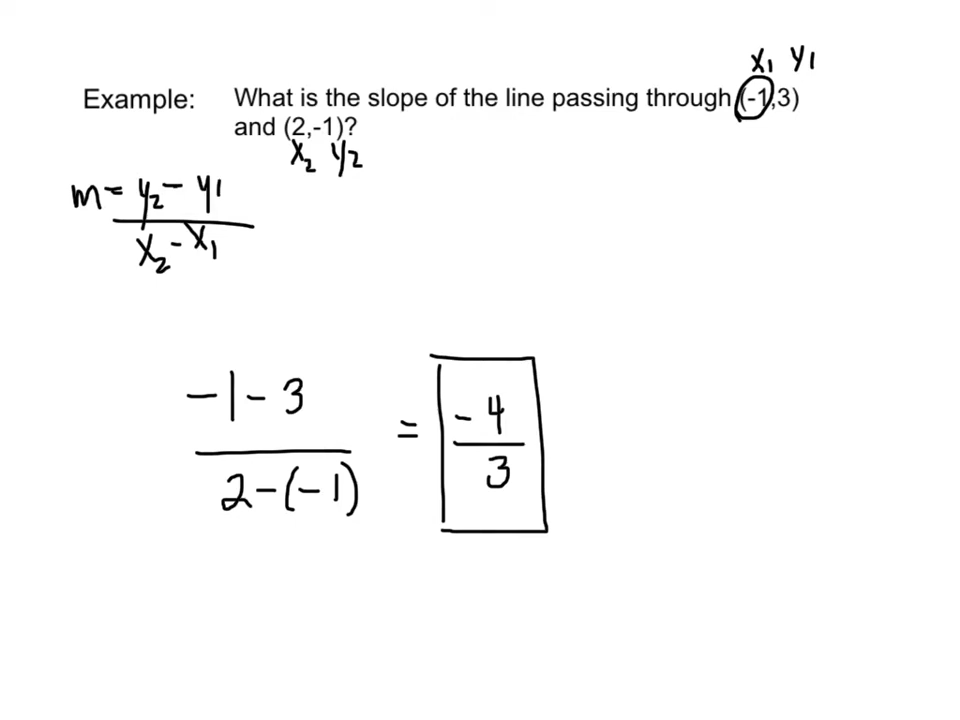 x₁ y₁
Example: What is the slope of the line passing through (-1,3)
and (2,-1)?
x₂ y₂
m = y₂ - y₁
x₂ - x₁
-1 - 3
2 - (-1)
=
-4
3